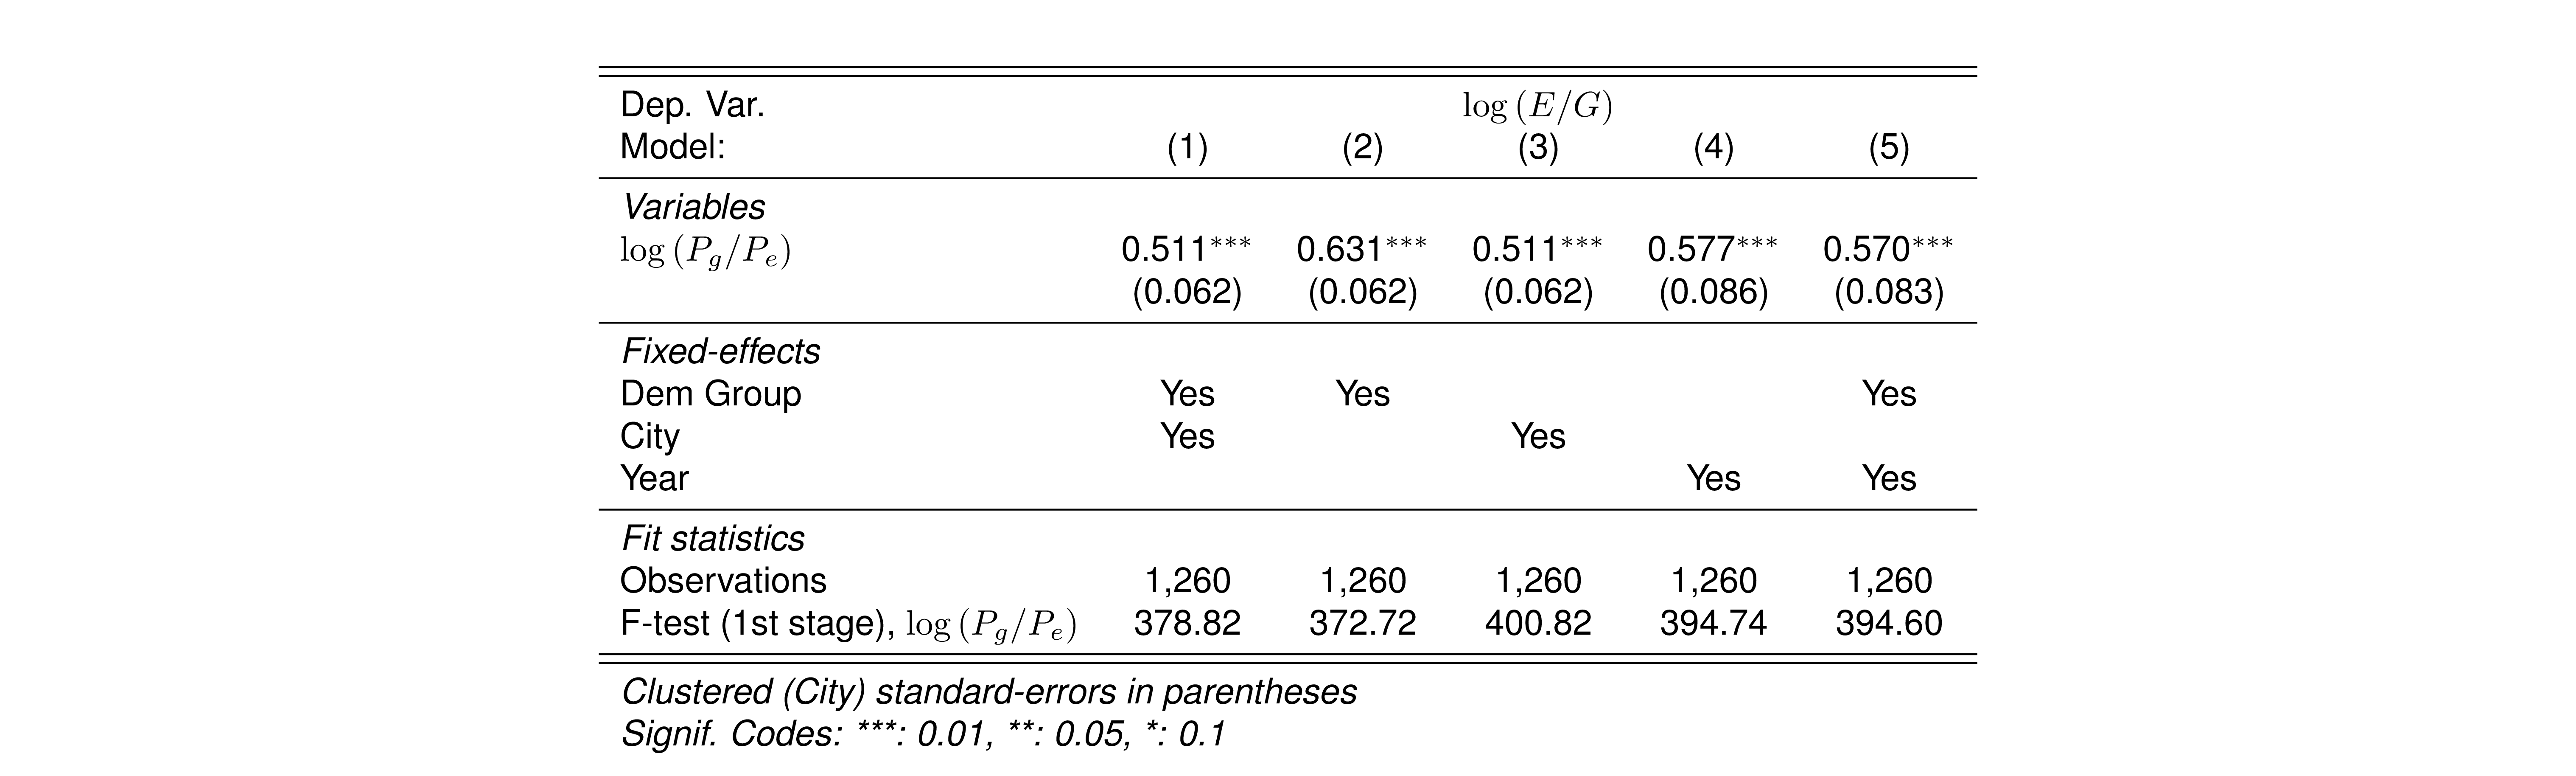 Dep. Var. log (E/G)
Model: (1) (2) (3) (4) (5)
Variables
log (P_g/P_e) 0.511*** 0.631*** 0.511*** 0.577*** 0.570***
(0.062) (0.062) (0.062) (0.086) (0.083)
Fixed-effects
Dem Group Yes Yes Yes
City Yes Yes
Year Yes Yes
Fit statistics
Observations 1,260 1,260 1,260 1,260 1,260
F-test (1st stage), log (P_g/P_e) 378.82 372.72 400.82 394.74 394.60
Clustered (City) standard-errors in parentheses
Signif. Codes: ***: 0.01, **: 0.05, *: 0.1